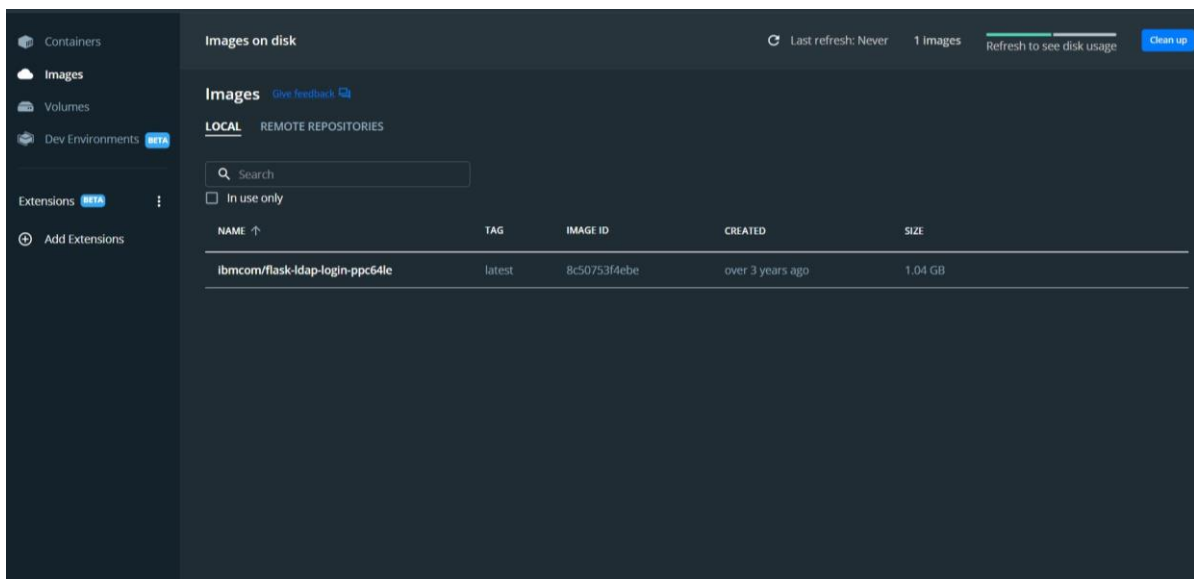 Containers
Images
Volumes
Dev Environments BETA
Extensions BETA
Add Extensions
Images on disk
Last refresh: Never
1 images
Refresh to see disk usage
Clean up
Images Give feedback
LOCAL REMOTE REPOSITORIES
Search
In use only
NAME TAG IMAGE ID CREATED SIZE
ibmcom/flask-ldap-login-ppc64le latest 8c50753f4ebe over 3 years ago 1.04 GB